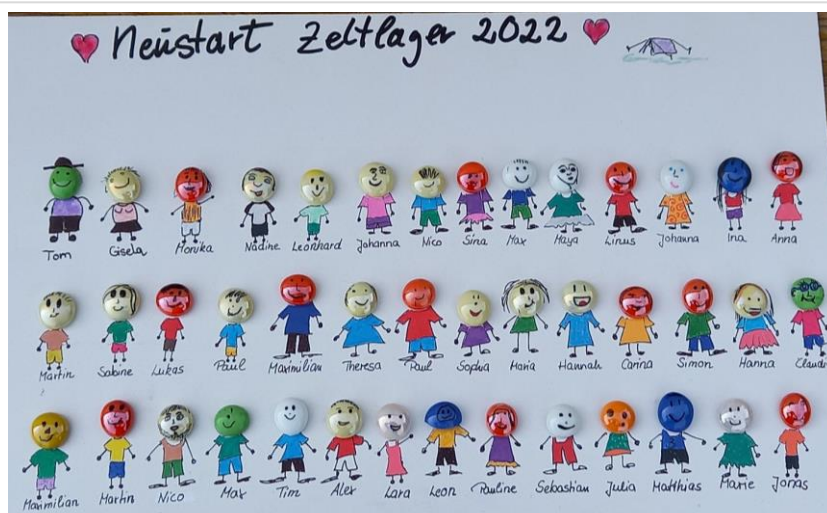 Neustart Zeltlager 2022
Tom Gisela Monika Nadine Leonhard Johanna Nico Sina Max Maya Linus Johanna Ina Anna
Martin Sabine Lukas Paul Maximilian Theresa Paul Sophia Maria Hannah Carina Simon Hanna Claudi
Maximilian Martin Nico Max Tim Alex Lara Leon Pauline Sebastian Julia Matthias Marie Jonas